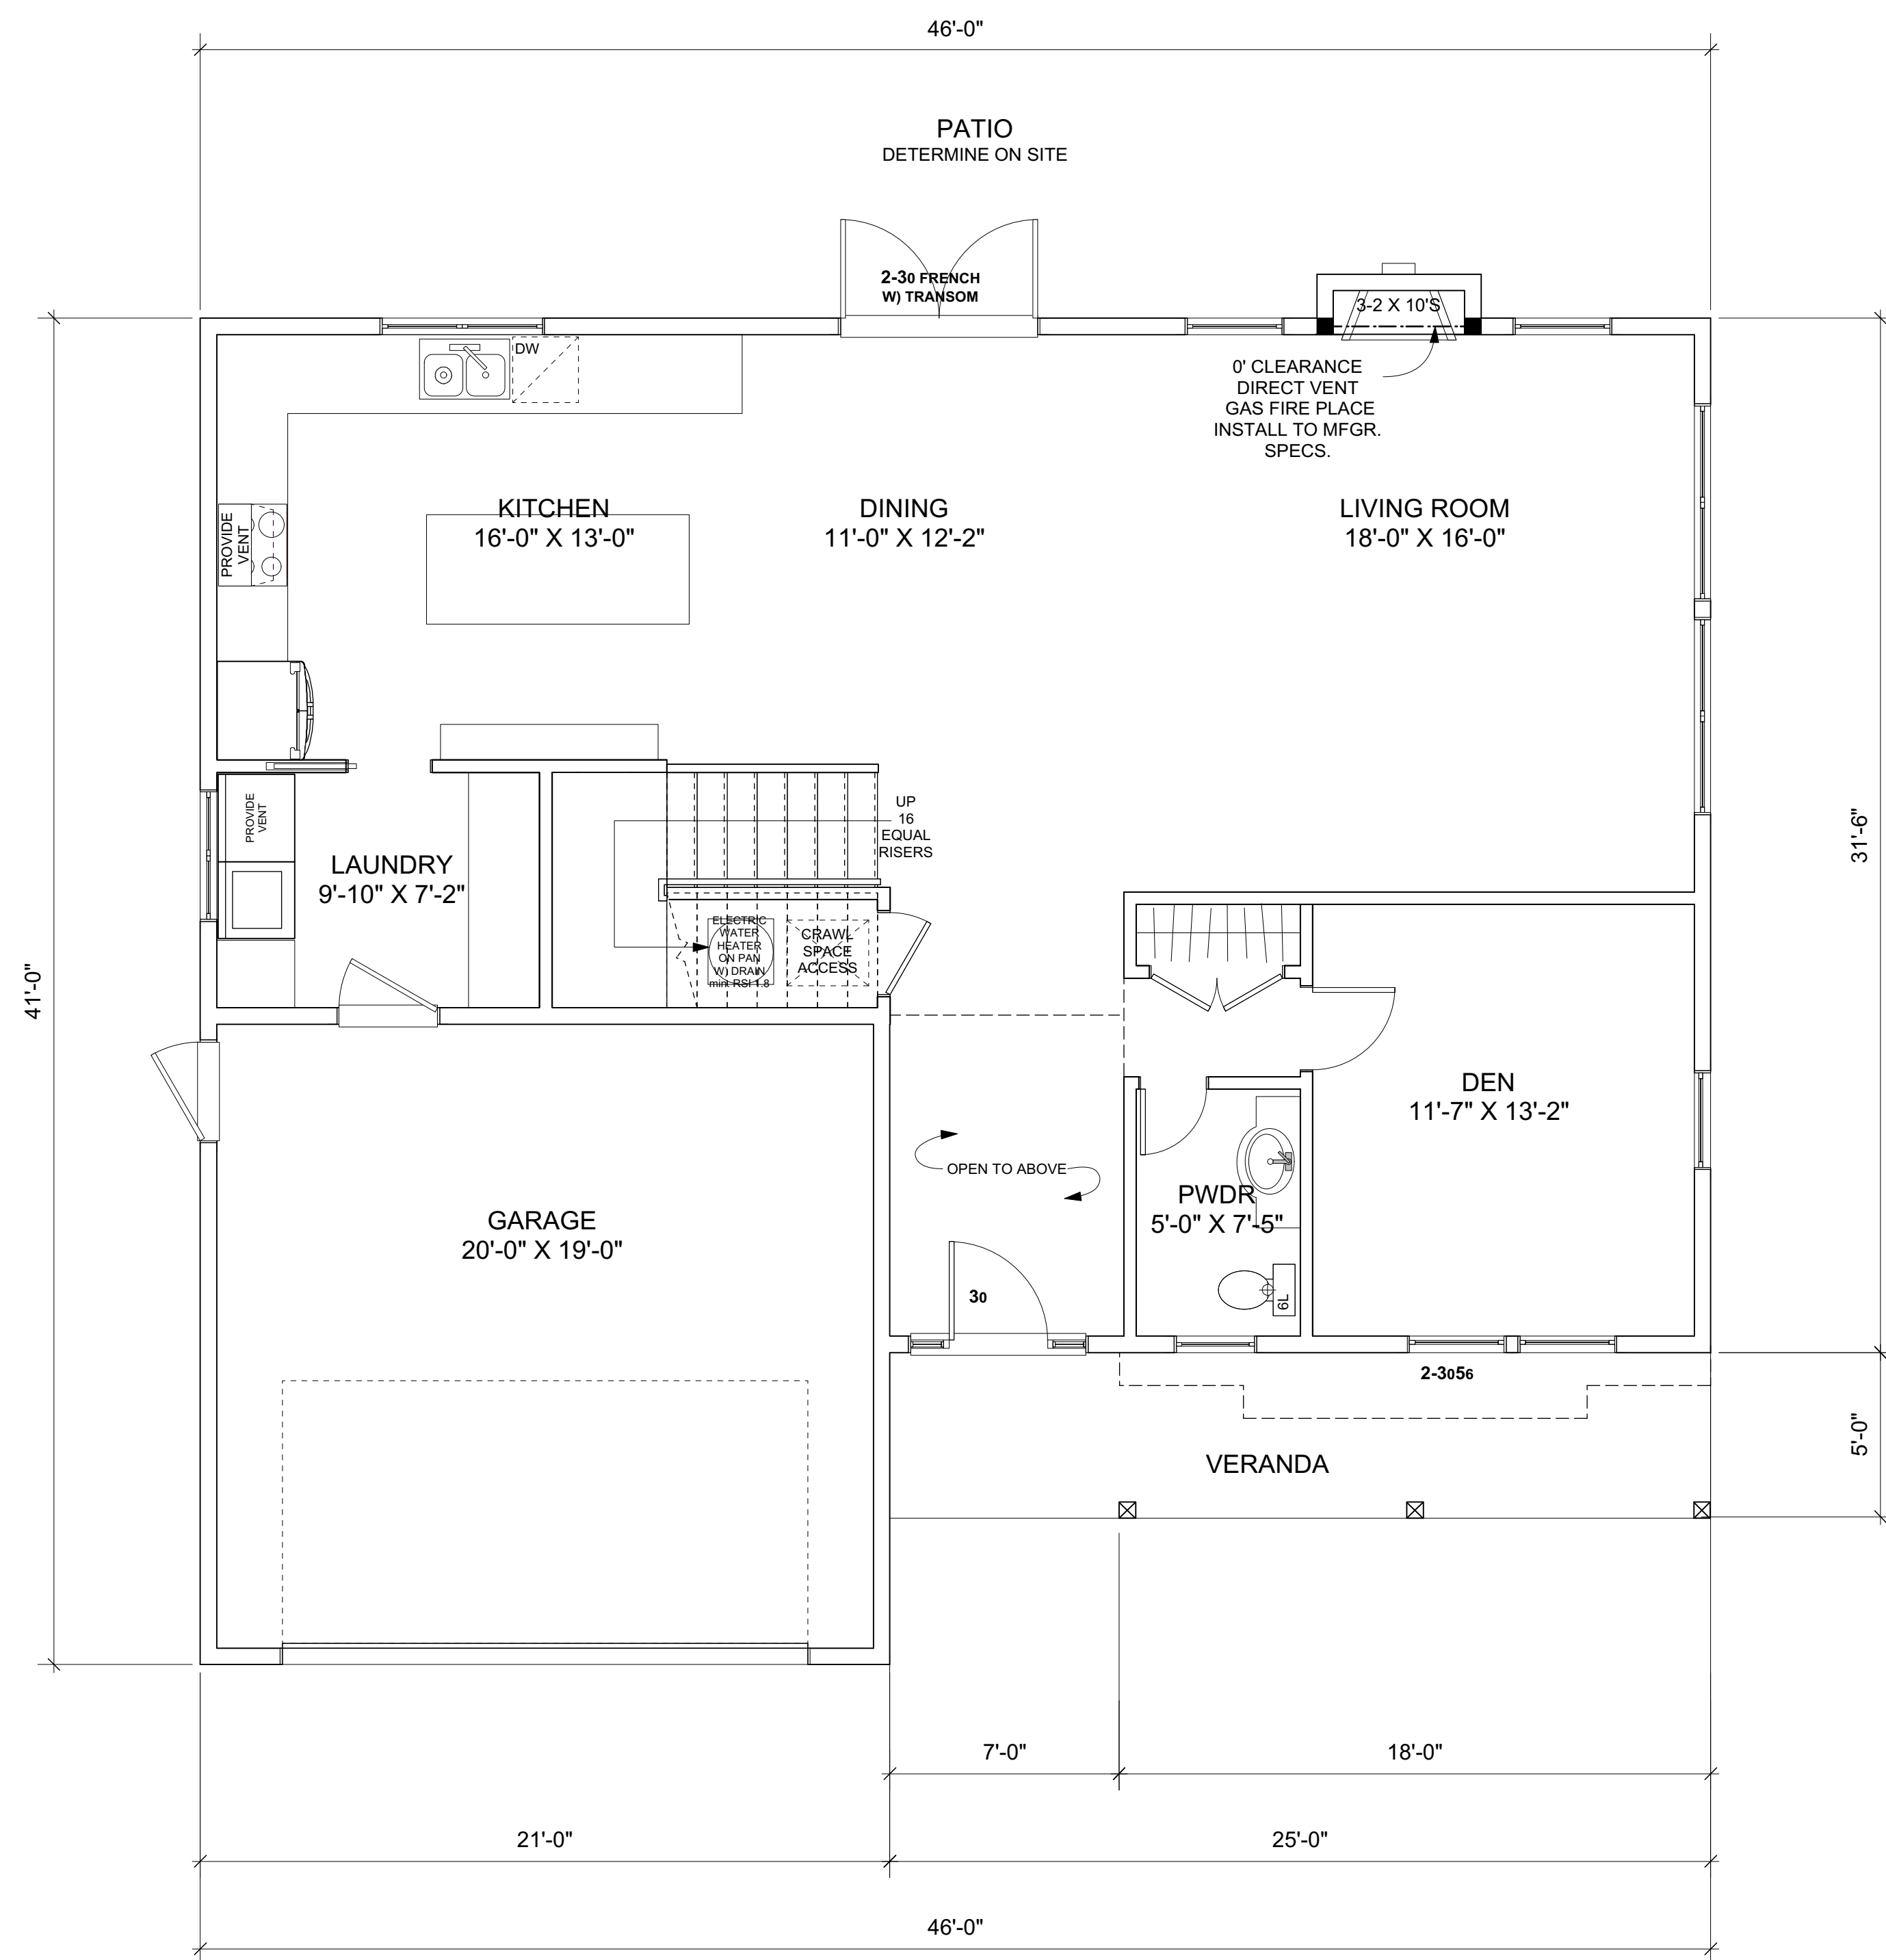 46'-0"
PATIO
DETERMINE ON SITE
2-30 FRENCH
W) TRANSOM
3-2 X 10'S
DW
0' CLEARANCE
DIRECT VENT
GAS FIRE PLACE
INSTALL TO MFGR.
SPECS.
PROVIDE
VENT
KITCHEN
16'-0" X 13'-0"
DINING
11'-0" X 12'-2"
LIVING ROOM
18'-0" X 16'-0"
PROVIDE
VENT
LAUNDRY
9'-10" X 7'-2"
UP
16
EQUAL
RISERS
31'-6"
ELECTRIC
WATER
HEATER
ON PAN
W) DRAIN
min RSI 1.8
CRAWL
SPACE
ACCESS
41'-0"
DEN
11'-7" X 13'-2"
OPEN TO ABOVE
PWDR
5'-0" X 7'-5"
GARAGE
20'-0" X 19'-0"
30
6L
2-3056
5'-0"
VERANDA
7'-0"
18'-0"
21'-0"
25'-0"
46'-0"